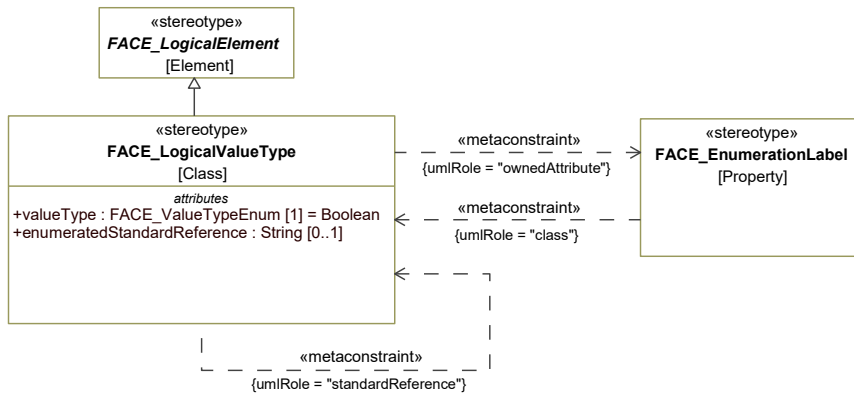 «stereotype»
FACE_LogicalElement
[Element]
«stereotype»
FACE_LogicalValueType
[Class]
attributes
+valueType : FACE_ValueTypeEnum [1] = Boolean
+enumeratedStandardReference : String [0..1]
«metaconstraint»
{umlRole = "ownedAttribute"}
«metaconstraint»
{umlRole = "class"}
«stereotype»
FACE_EnumerationLabel
[Property]
«metaconstraint»
{umlRole = "standardReference"}